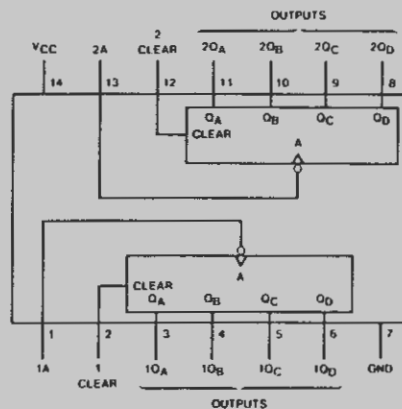 OUTPUTS
2
VCC 2A CLEAR 2QA 2QB 2QC 2QD
14 13 12 11 10 9 8
QA QB QC QD
CLEAR
A
A
CLEAR
QA QB QC QD
1 2 3 4 5 6 7
1A 1 1QA 1QB 1QC 1QD GND
CLEAR
OUTPUTS